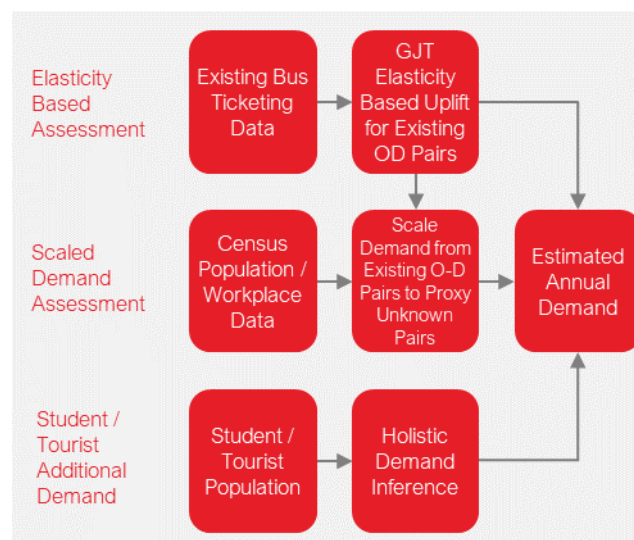 Elasticity
Based
Assessment
Existing Bus
Ticketing
Data
GJT
Elasticity
Based Uplift
for Existing
OD Pairs
Scaled
Demand
Assessment
Census
Population /
Workplace
Data
Scale
Demand from
Existing O-D
Pairs to Proxy
Unknown
Pairs
Estimated
Annual
Demand
Student /
Tourist
Additional
Demand
Student /
Tourist
Population
Holistic
Demand
Inference